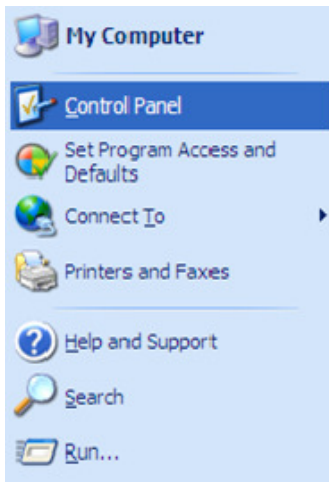 My Computer
Control Panel
Set Program Access and
Defaults
Connect To
Printers and Faxes
Help and Support
Search
Run...